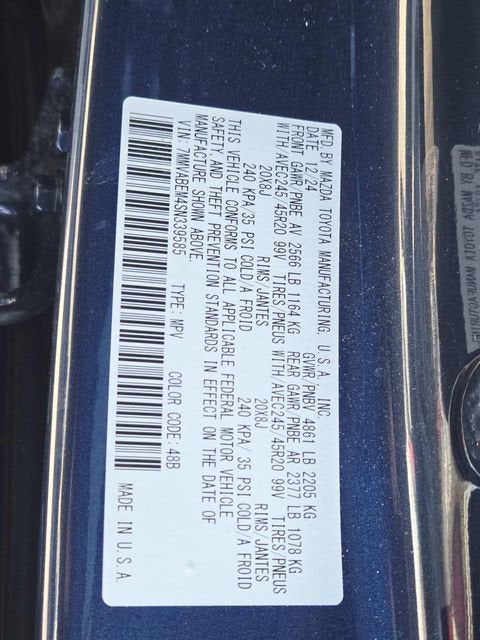 MFD BY MAZDA TOYOTA MANUFACTURING, U.S.A., INC.
DATE 12/24 GVWR/PNBV 4861 LB 2205 KG
FRONT GAWR/PNBE AV 2566 LB 1164 KG REAR GAWR/PNBE AR 2377 LB 1078 KG
WITH/AVEC245/45R20 99V TIRES/PNEUS WITH/AVEC245/45R20 99V TIRES/PNEUS
20X8J RIMS/JANTES 20X8J RIMS/JANTES
240 KPA/35 PSI COLD/A FROID 240 KPA/35 PSI COLD/A FROID
THIS VEHICLE CONFORMS TO ALL APPLICABLE FEDERAL MOTOR VEHICLE
SAFETY AND THEFT PREVENTION STANDARDS IN EFFECT ON THE DATE OF
MANUFACTURE SHOWN ABOVE.
VIN: 7MMVABEM4SN339585 TYPE: MPV COLOR CODE: 48B
MADE IN U.S.A.